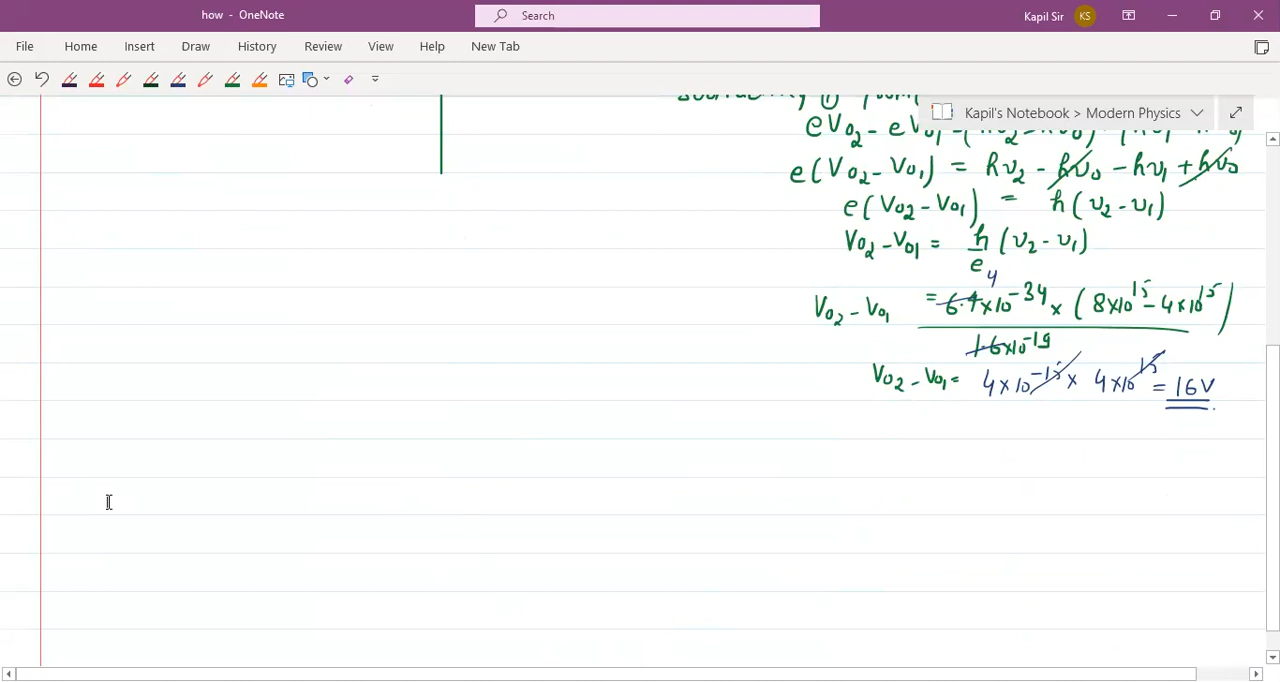 how - OneNote
Search
Kapil Sir
KS
File Home Insert Draw History Review View Help New Tab
Kapil's Notebook > Modern Physics
e(V02 - V01) = hν2 - hν0 - hν1 + hν0
e(V02 - V01) = h(ν2 - ν1)
V02 - V01 = h/e (ν2 - ν1)
4
V02 - V01 = 6.4×10^-34 × (8×10^15 - 4×10^15)
1.6×10^-19
V02 - V01 = 4×10^-15 × 4×10^15 = 16V